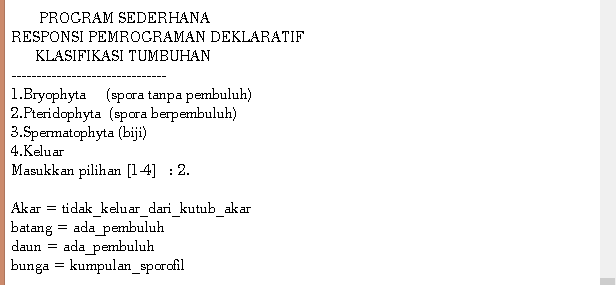 PROGRAM SEDERHANA
RESPONSI PEMROGRAMAN DEKLARATIF
KLASIFIKASI TUMBUHAN
-------------------------------
1.Bryophyta (spora tanpa pembuluh)
2.Pteridophyta (spora berpembuluh)
3.Spermatophyta (biji)
4.Keluar
Masukkan pilihan [1-4] : 2.
Akar = tidak_keluar_dari_kutub_akar
batang = ada_pembuluh
daun = ada_pembuluh
bunga = kumpulan_sporofil